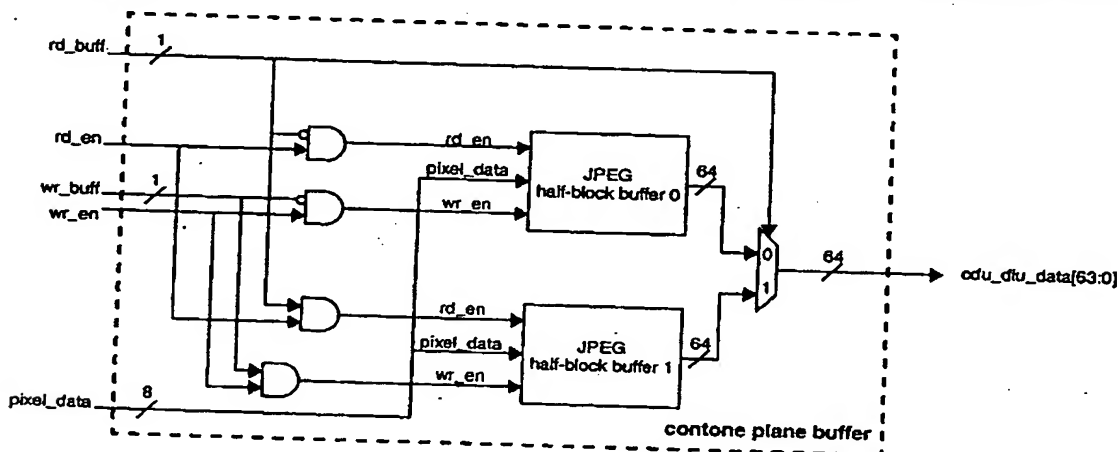 rd_buff
1
rd_en
wr_buff
1
wr_en
pixel_data
8
rd_en
pixel_data
wr_en
JPEG
half-block buffer 0
64
rd_en
pixel_data
wr_en
JPEG
half-block buffer 1
64
0
1
64
cdu_diu_data[63:0]
contone plane buffer